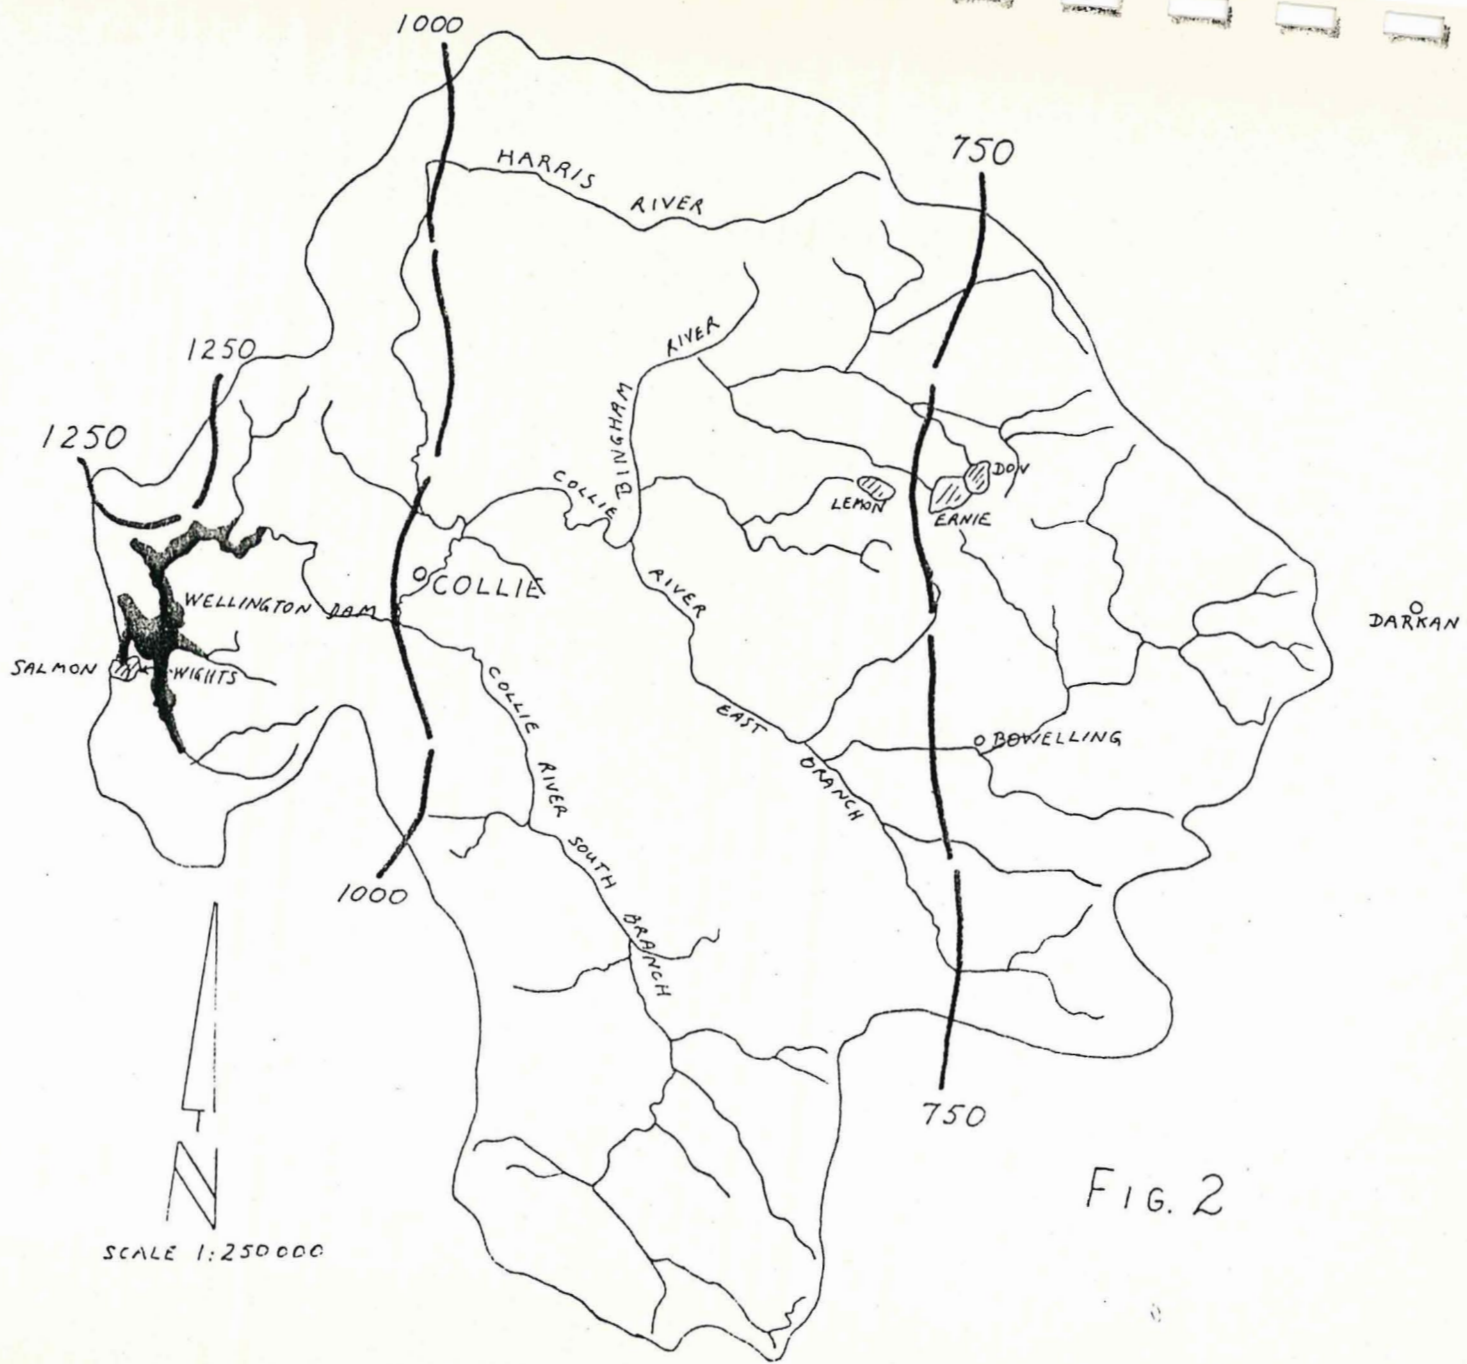 1000
750
HARRIS RIVER
1250
RIVER
1250
BINGHAM
COLLIE
DON
LEMON
ERNIE
COLLIE
RIVER
WELLINGTON DAM
DARKAN
SALMON
WIGHTS
COLLIE RIVER SOUTH BRANCH
EAST BRANCH
BOWELLING
1000
750
N
FIG. 2
SCALE 1:250000